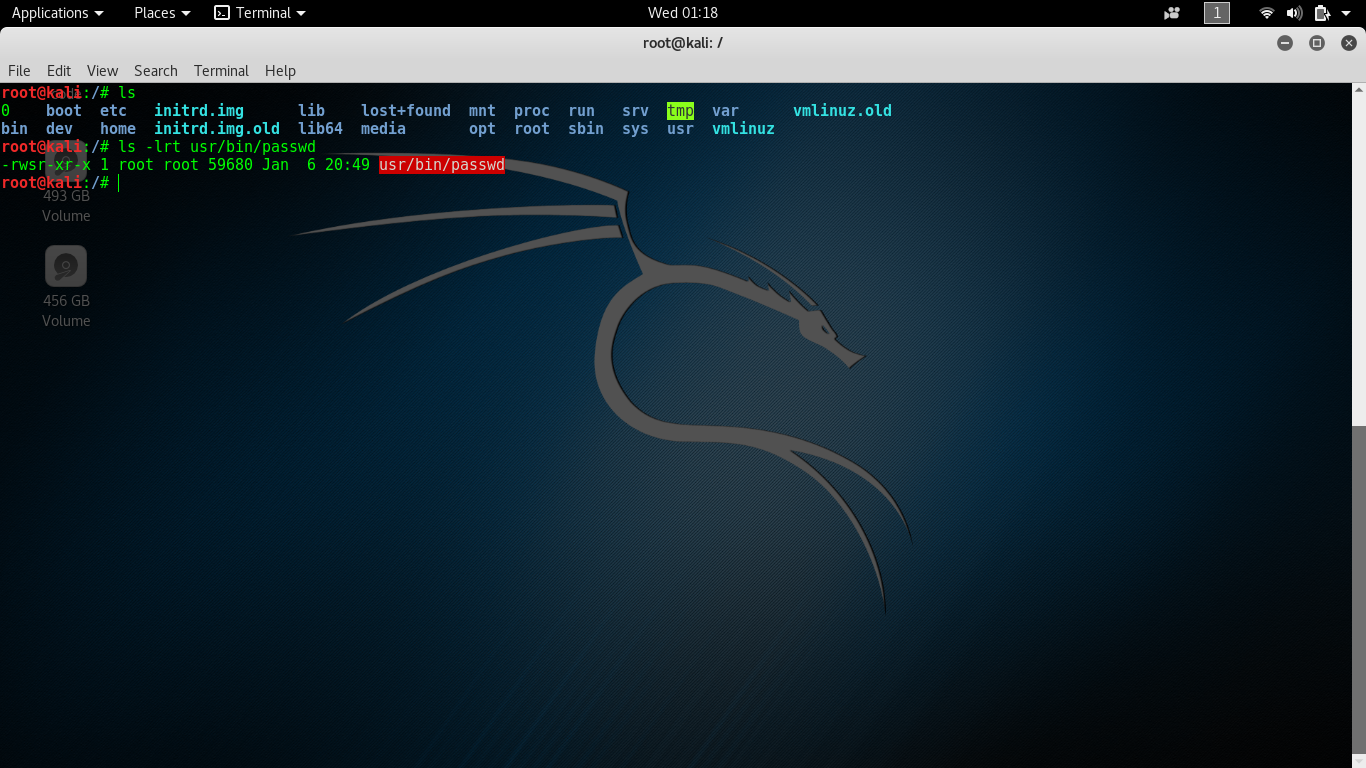 Applications Places Terminal Wed 01:18 1
root@kali: /
File Edit View Search Terminal Help
root@kali:/# ls
0 boot etc initrd.img lib lost+found mnt proc run srv tmp var vmlinuz.old
bin dev home initrd.img.old lib64 media opt root sbin sys usr vmlinuz
root@kali:/# ls -lrt usr/bin/passwd
-rwsr-xr-x 1 root root 59680 Jan  6 20:49 usr/bin/passwd
root@kali:/#
493 GB
Volume
456 GB
Volume